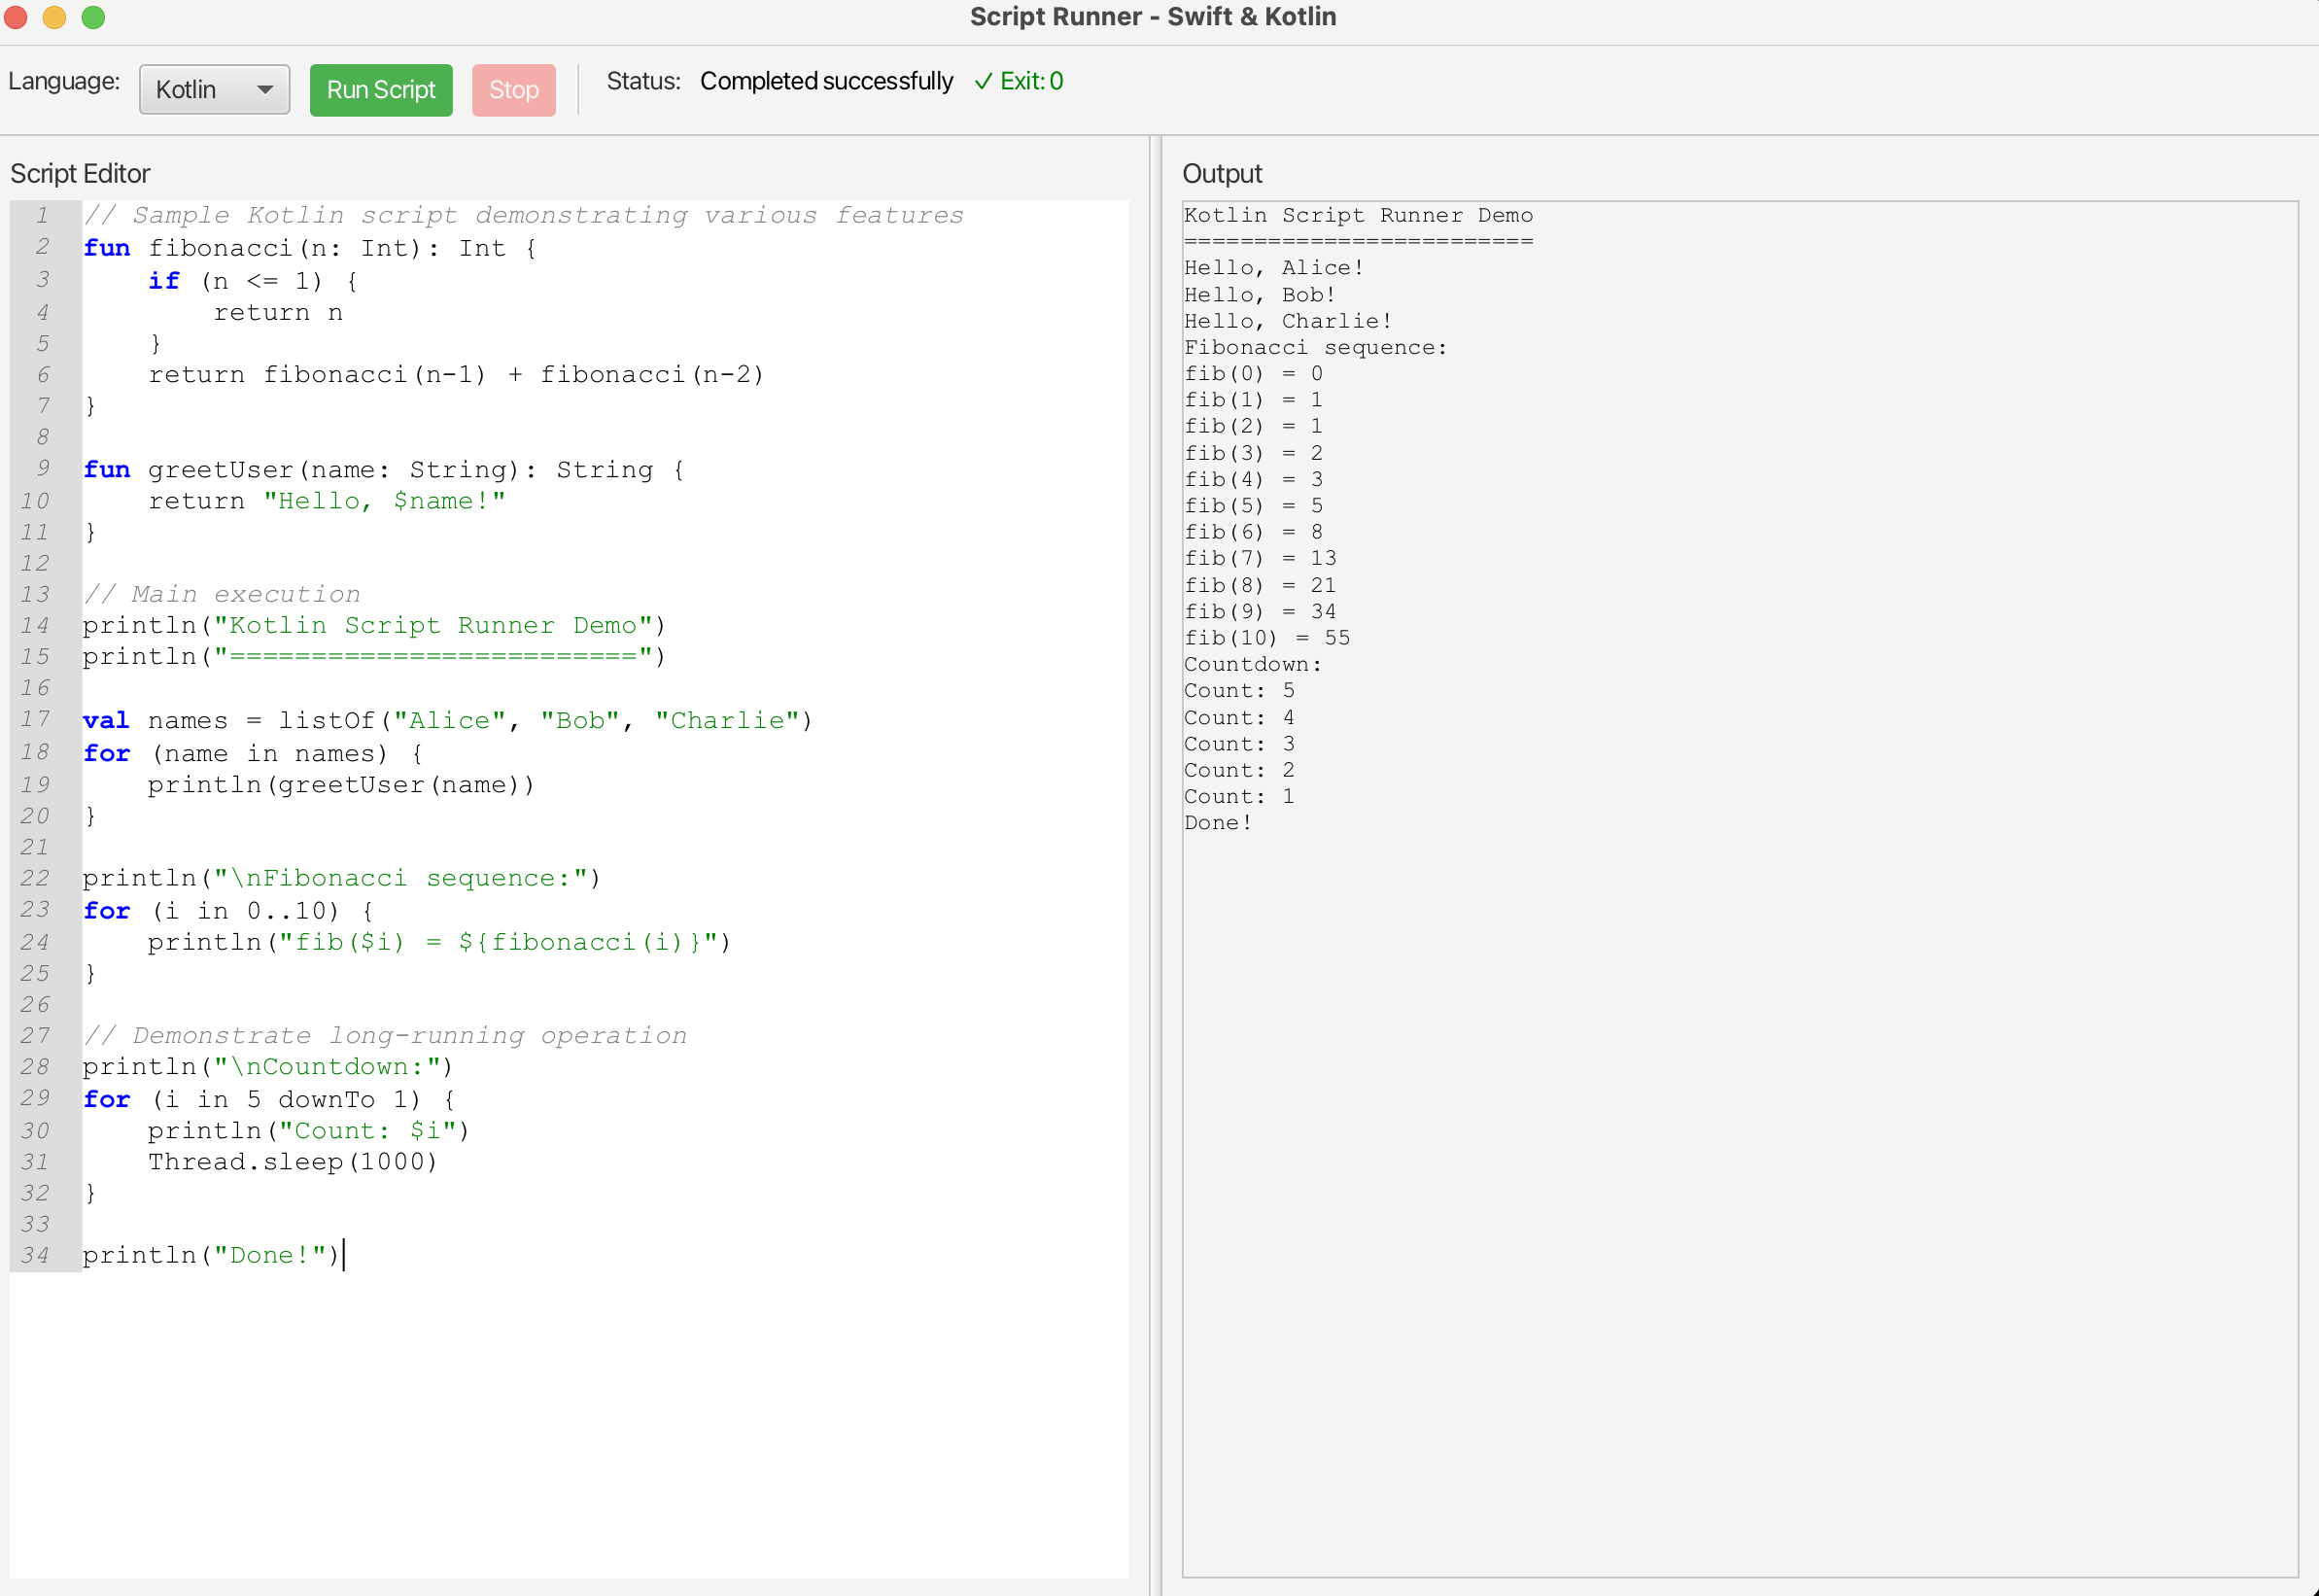 Script Runner - Swift & Kotlin
Language: Kotlin Run Script Stop Status: Completed successfully ✓ Exit: 0
Script Editor
1 // Sample Kotlin script demonstrating various features
2 fun fibonacci(n: Int): Int {
3     if (n <= 1) {
4         return n
5     }
6     return fibonacci(n-1) + fibonacci(n-2)
7 }
8
9 fun greetUser(name: String): String {
10     return "Hello, $name!"
11 }
12
13 // Main execution
14 println("Kotlin Script Runner Demo")
15 println("=========================")
16
17 val names = listOf("Alice", "Bob", "Charlie")
18 for (name in names) {
19     println(greetUser(name))
20 }
21
22 println("\nFibonacci sequence:")
23 for (i in 0..10) {
24     println("fib($i) = ${fibonacci(i)}")
25 }
26
27 // Demonstrate long-running operation
28 println("\nCountdown:")
29 for (i in 5 downTo 1) {
30     println("Count: $i")
31     Thread.sleep(1000)
32 }
33
34 println("Done!")
Output
Kotlin Script Runner Demo
=========================
Hello, Alice!
Hello, Bob!
Hello, Charlie!
Fibonacci sequence:
fib(0) = 0
fib(1) = 1
fib(2) = 1
fib(3) = 2
fib(4) = 3
fib(5) = 5
fib(6) = 8
fib(7) = 13
fib(8) = 21
fib(9) = 34
fib(10) = 55
Countdown:
Count: 5
Count: 4
Count: 3
Count: 2
Count: 1
Done!